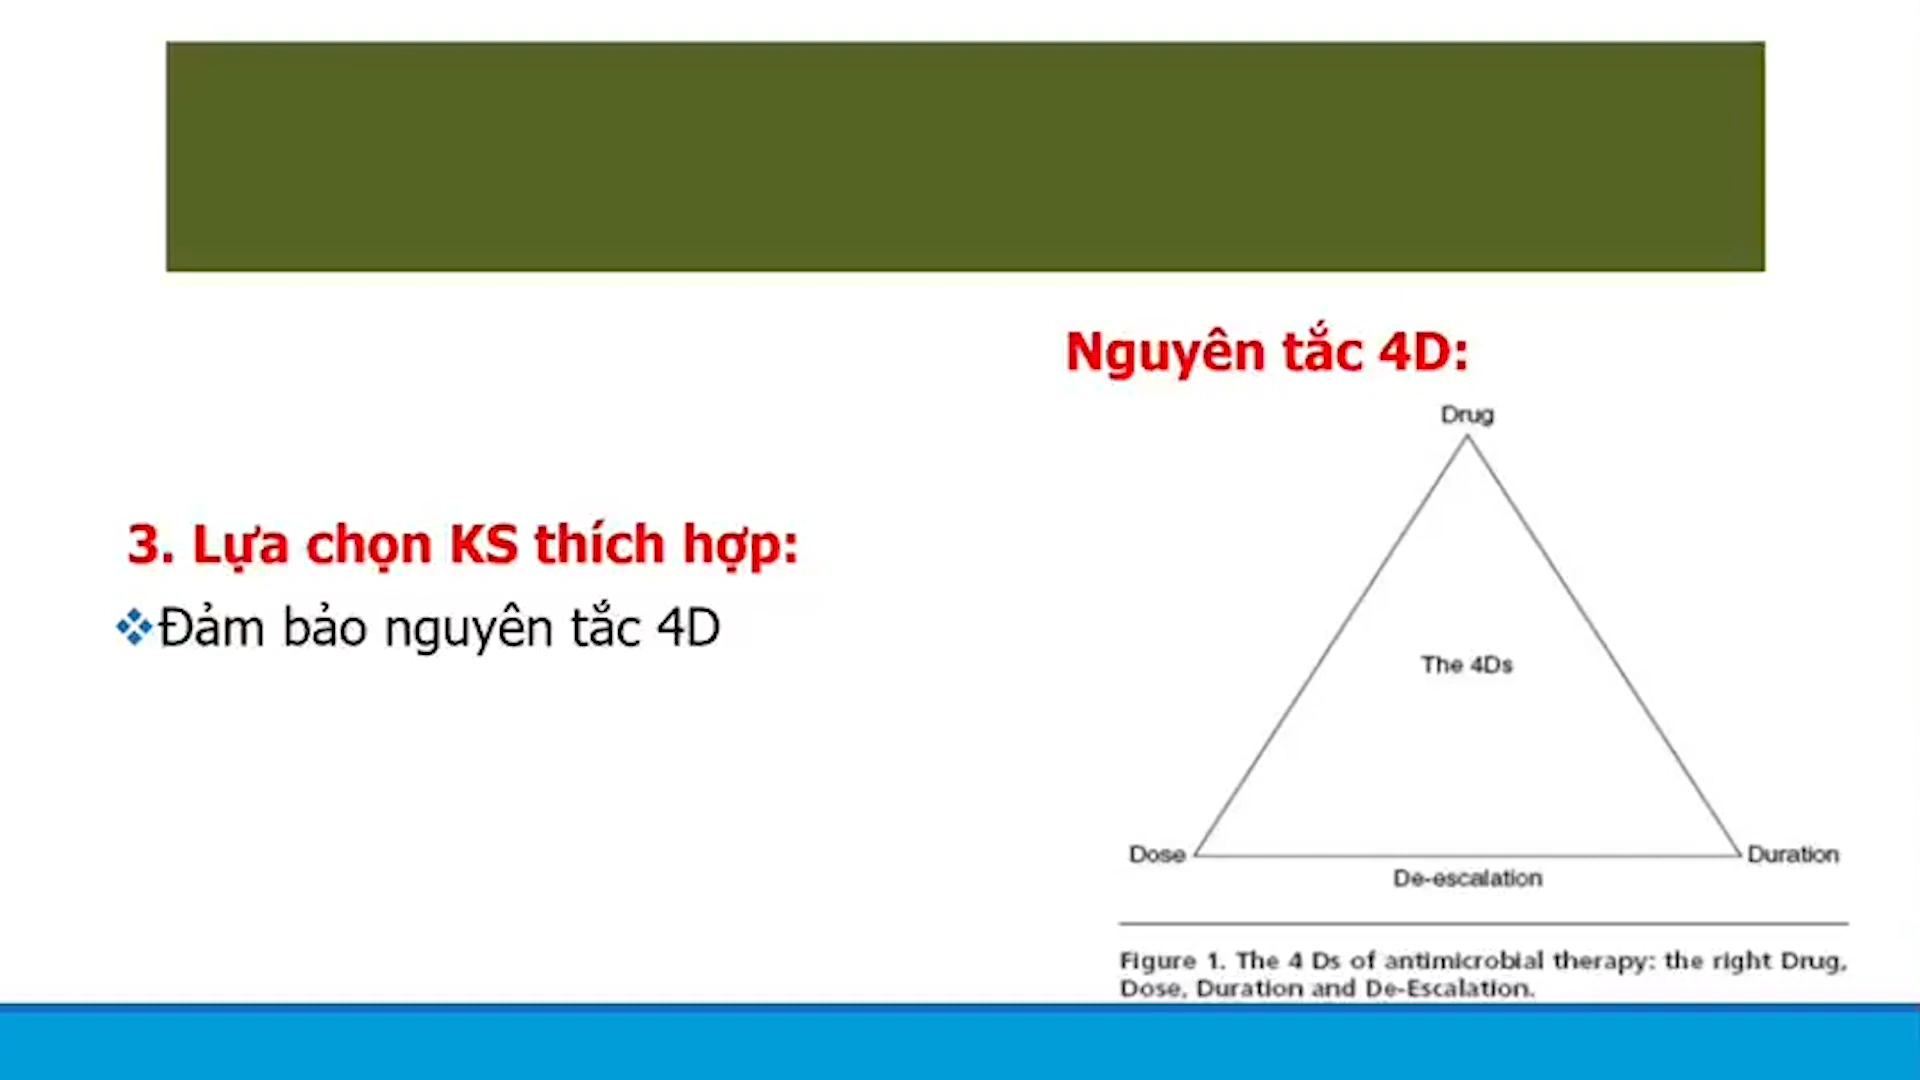 3. Lựa chọn KS thích hợp:
Đảm bảo nguyên tắc 4D
Nguyên tắc 4D:
Drug
The 4Ds
Dose
Duration
De-escalation
Figure 1. The 4 Ds of antimicrobial therapy: the right Drug,
Dose, Duration and De-Escalation.